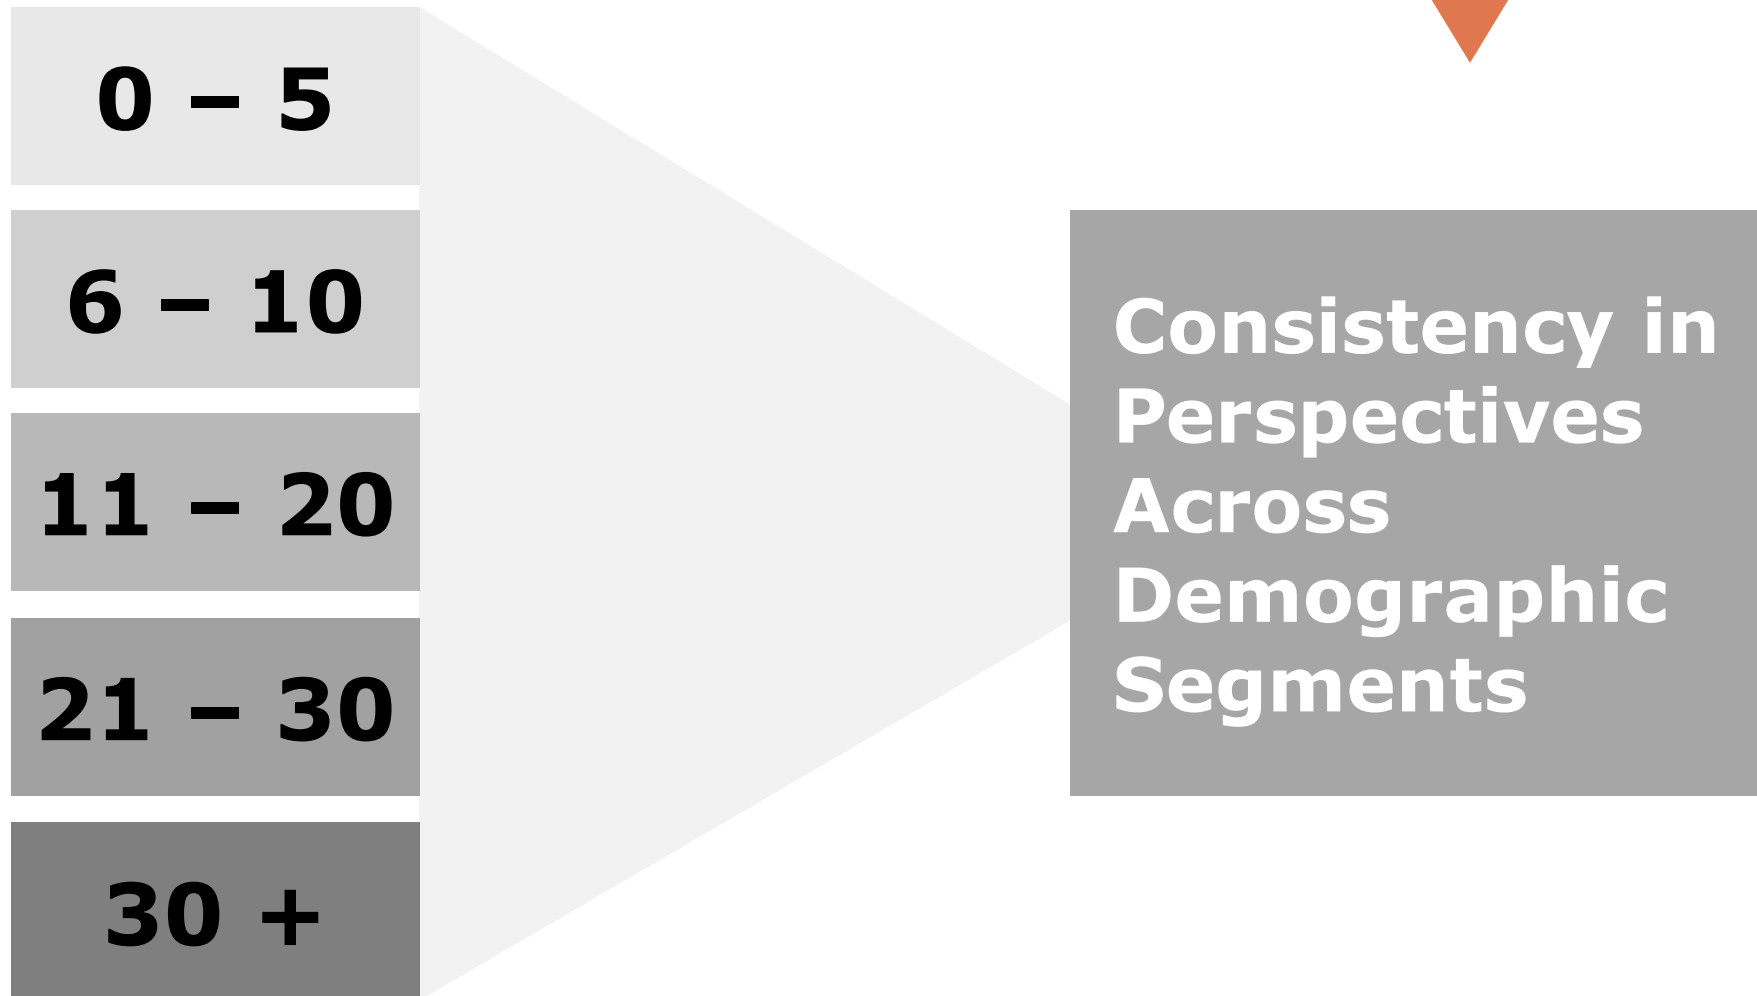 0 – 5
6 – 10
11 – 20
21 – 30
30 +
Consistency in
Perspectives
Across
Demographic
Segments